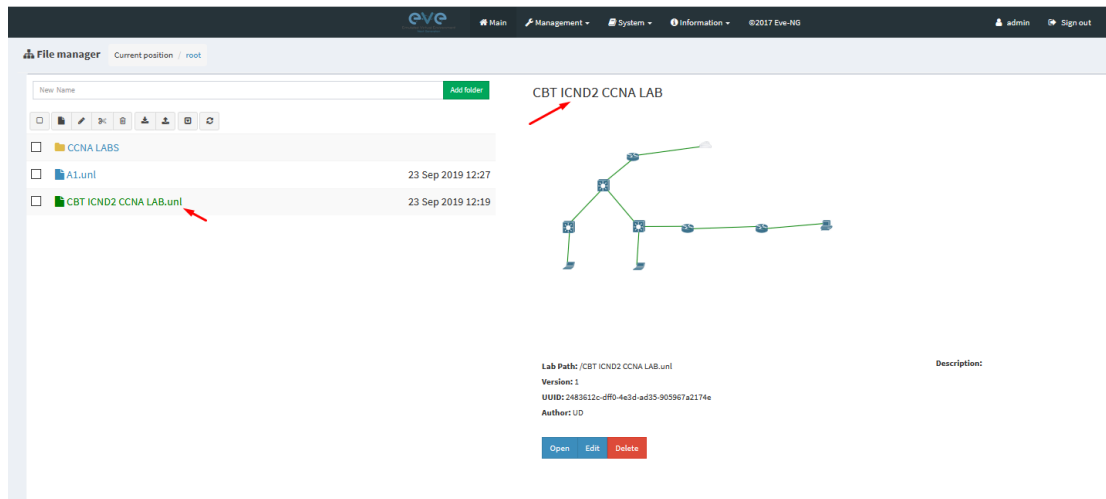 eve Main Management System Information ©2017 Eve-NG admin Sign out
File manager Current position / root
New Name Add folder
CBT ICND2 CCNA LAB
CCNA LABS
A1.unl 23 Sep 2019 12:27
CBT ICND2 CCNA LAB.unl 23 Sep 2019 12:19
Lab Path: /CBT ICND2 CCNA LAB.unl
Description:
Version: 1
UUID: 2483612c-dff0-4e3d-ad35-905967a2174e
Author: UD
Open Edit Delete